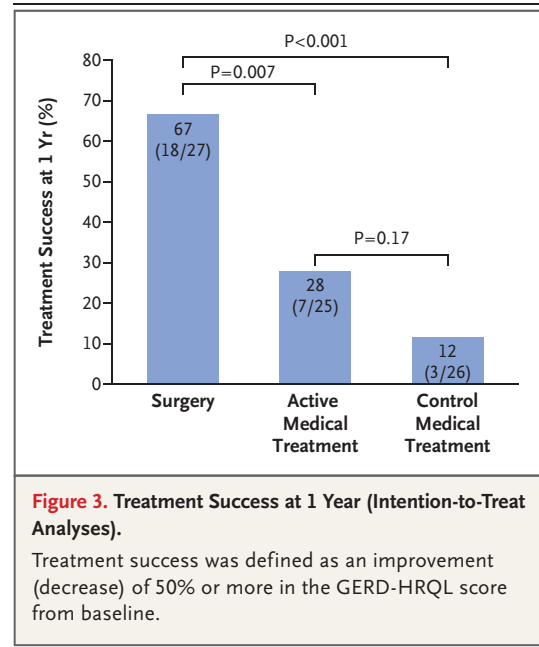 P<0.001
P=0.007
P=0.17
Treatment Success at 1 Yr (%)
80
70
60
50
40
30
20
10
0
67
(18/27)
28
(7/25)
12
(3/26)
Surgery
Active
Medical
Treatment
Control
Medical
Treatment
Figure 3. Treatment Success at 1 Year (Intention-to-Treat
Analyses).
Treatment success was defined as an improvement
(decrease) of 50% or more in the GERD-HRQL score
from baseline.